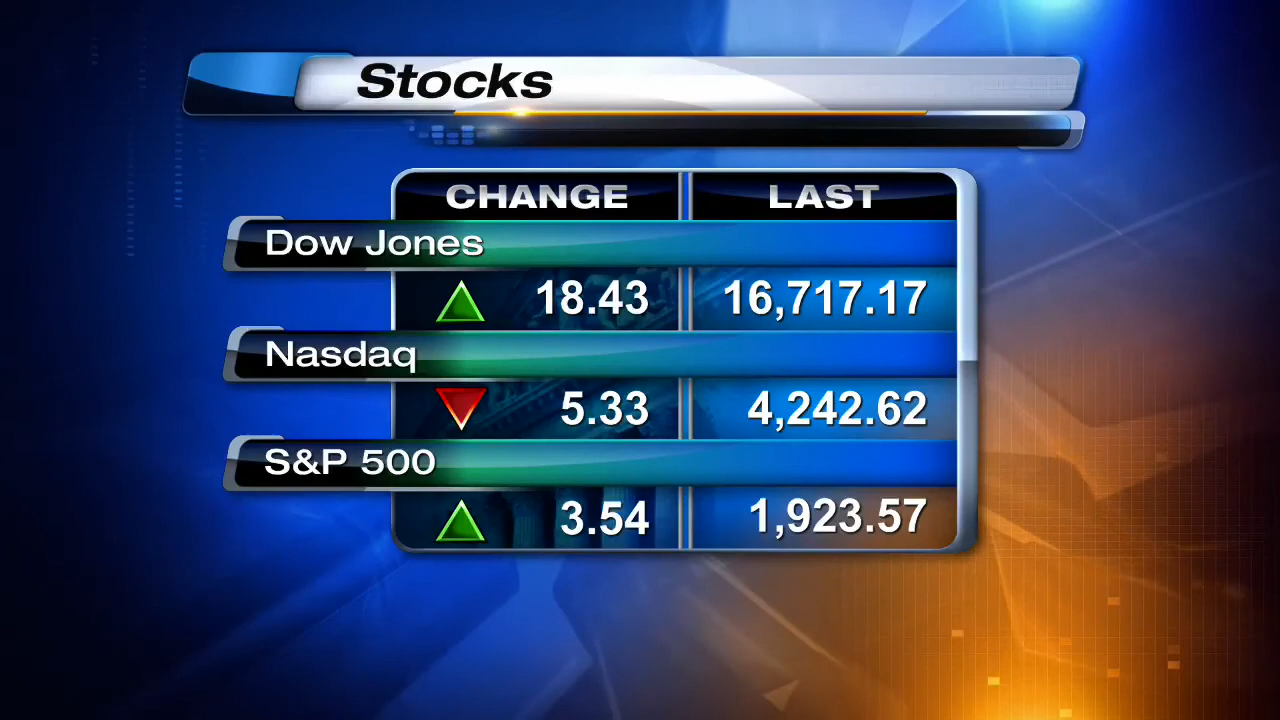 Stocks
CHANGE LAST
Dow Jones
18.43 16,717.17
Nasdaq
5.33 4,242.62
S&P 500
3.54 1,923.57